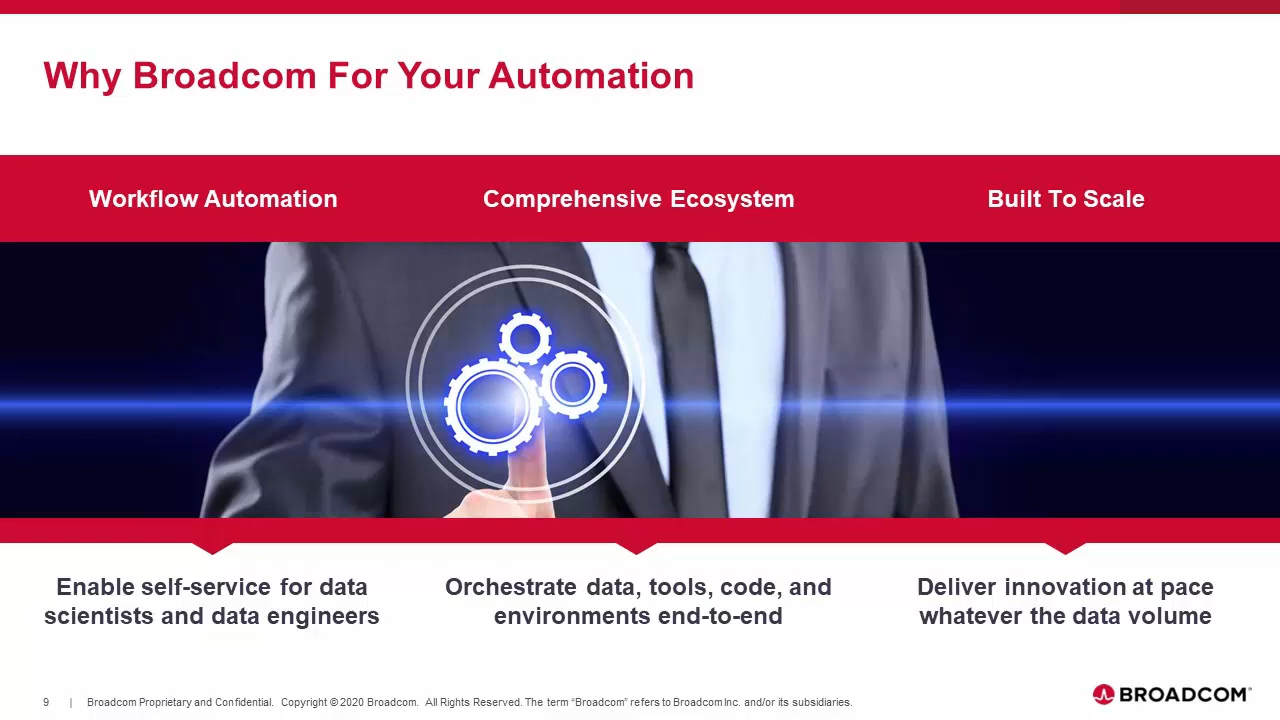 Why Broadcom For Your Automation
Workflow Automation
Comprehensive Ecosystem
Built To Scale
Enable self-service for data
scientists and data engineers
Orchestrate data, tools, code, and
environments end-to-end
Deliver innovation at pace
whatever the data volume
9 | Broadcom Proprietary and Confidential. Copyright © 2020 Broadcom. All Rights Reserved. The term “Broadcom” refers to Broadcom Inc. and/or its subsidiaries.
BROADCOM®